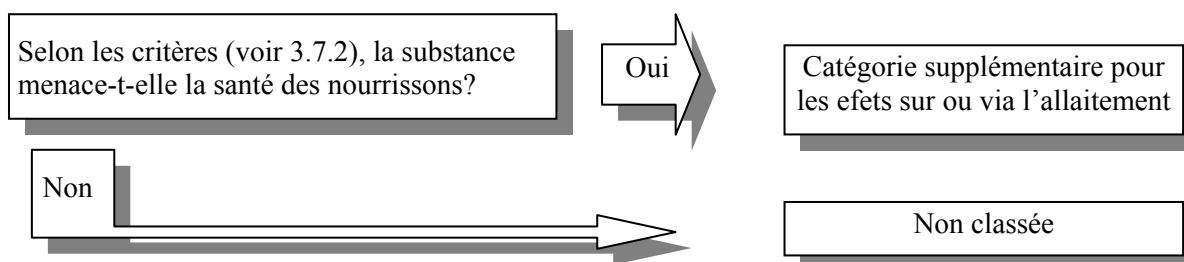 Selon les critères (voir 3.7.2), la substance
menace-t-elle la santé des nourrissons?
Oui
Catégorie supplémentaire pour
les efets sur ou via l’allaitement
Non
Non classée